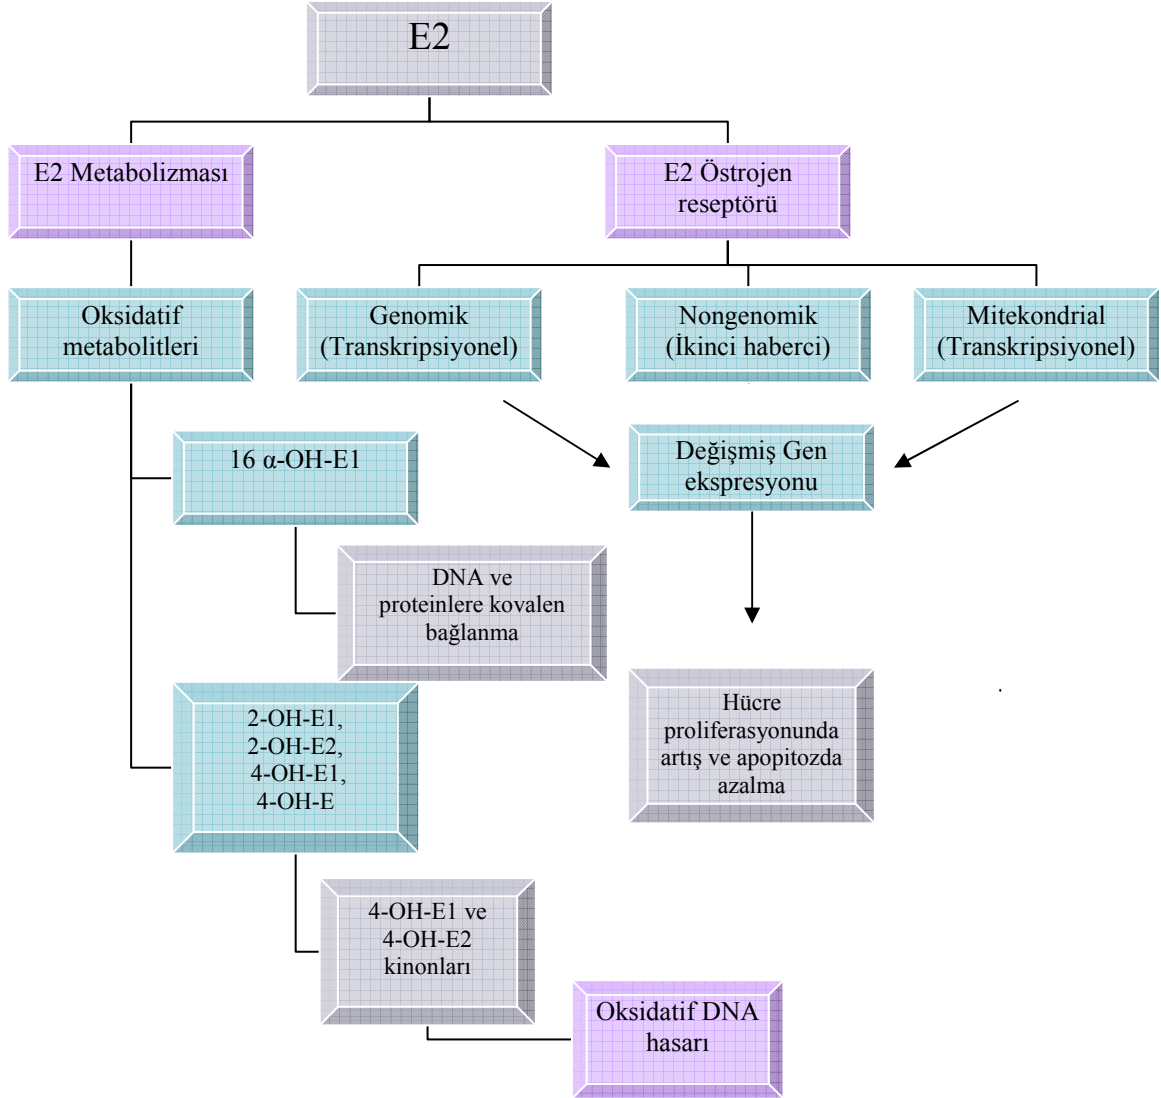 E2
E2 Metabolizması
E2 Östrojen
reseptörü
Oksidatif
metabolitleri
Genomik
(Transkripsiyonel)
Nongenomik
(İkinci haberci)
Mitekondrial
(Transkripsiyonel)
16 α-OH-E1
Değişmiş Gen
ekspresyonu
DNA ve
proteinlere kovalen
bağlanma
2-OH-E1,
2-OH-E2,
4-OH-E1,
4-OH-E
Hücre
proliferasyonunda
artış ve apopitozda
azalma
4-OH-E1 ve
4-OH-E2
kinonları
Oksidatif DNA
hasarı